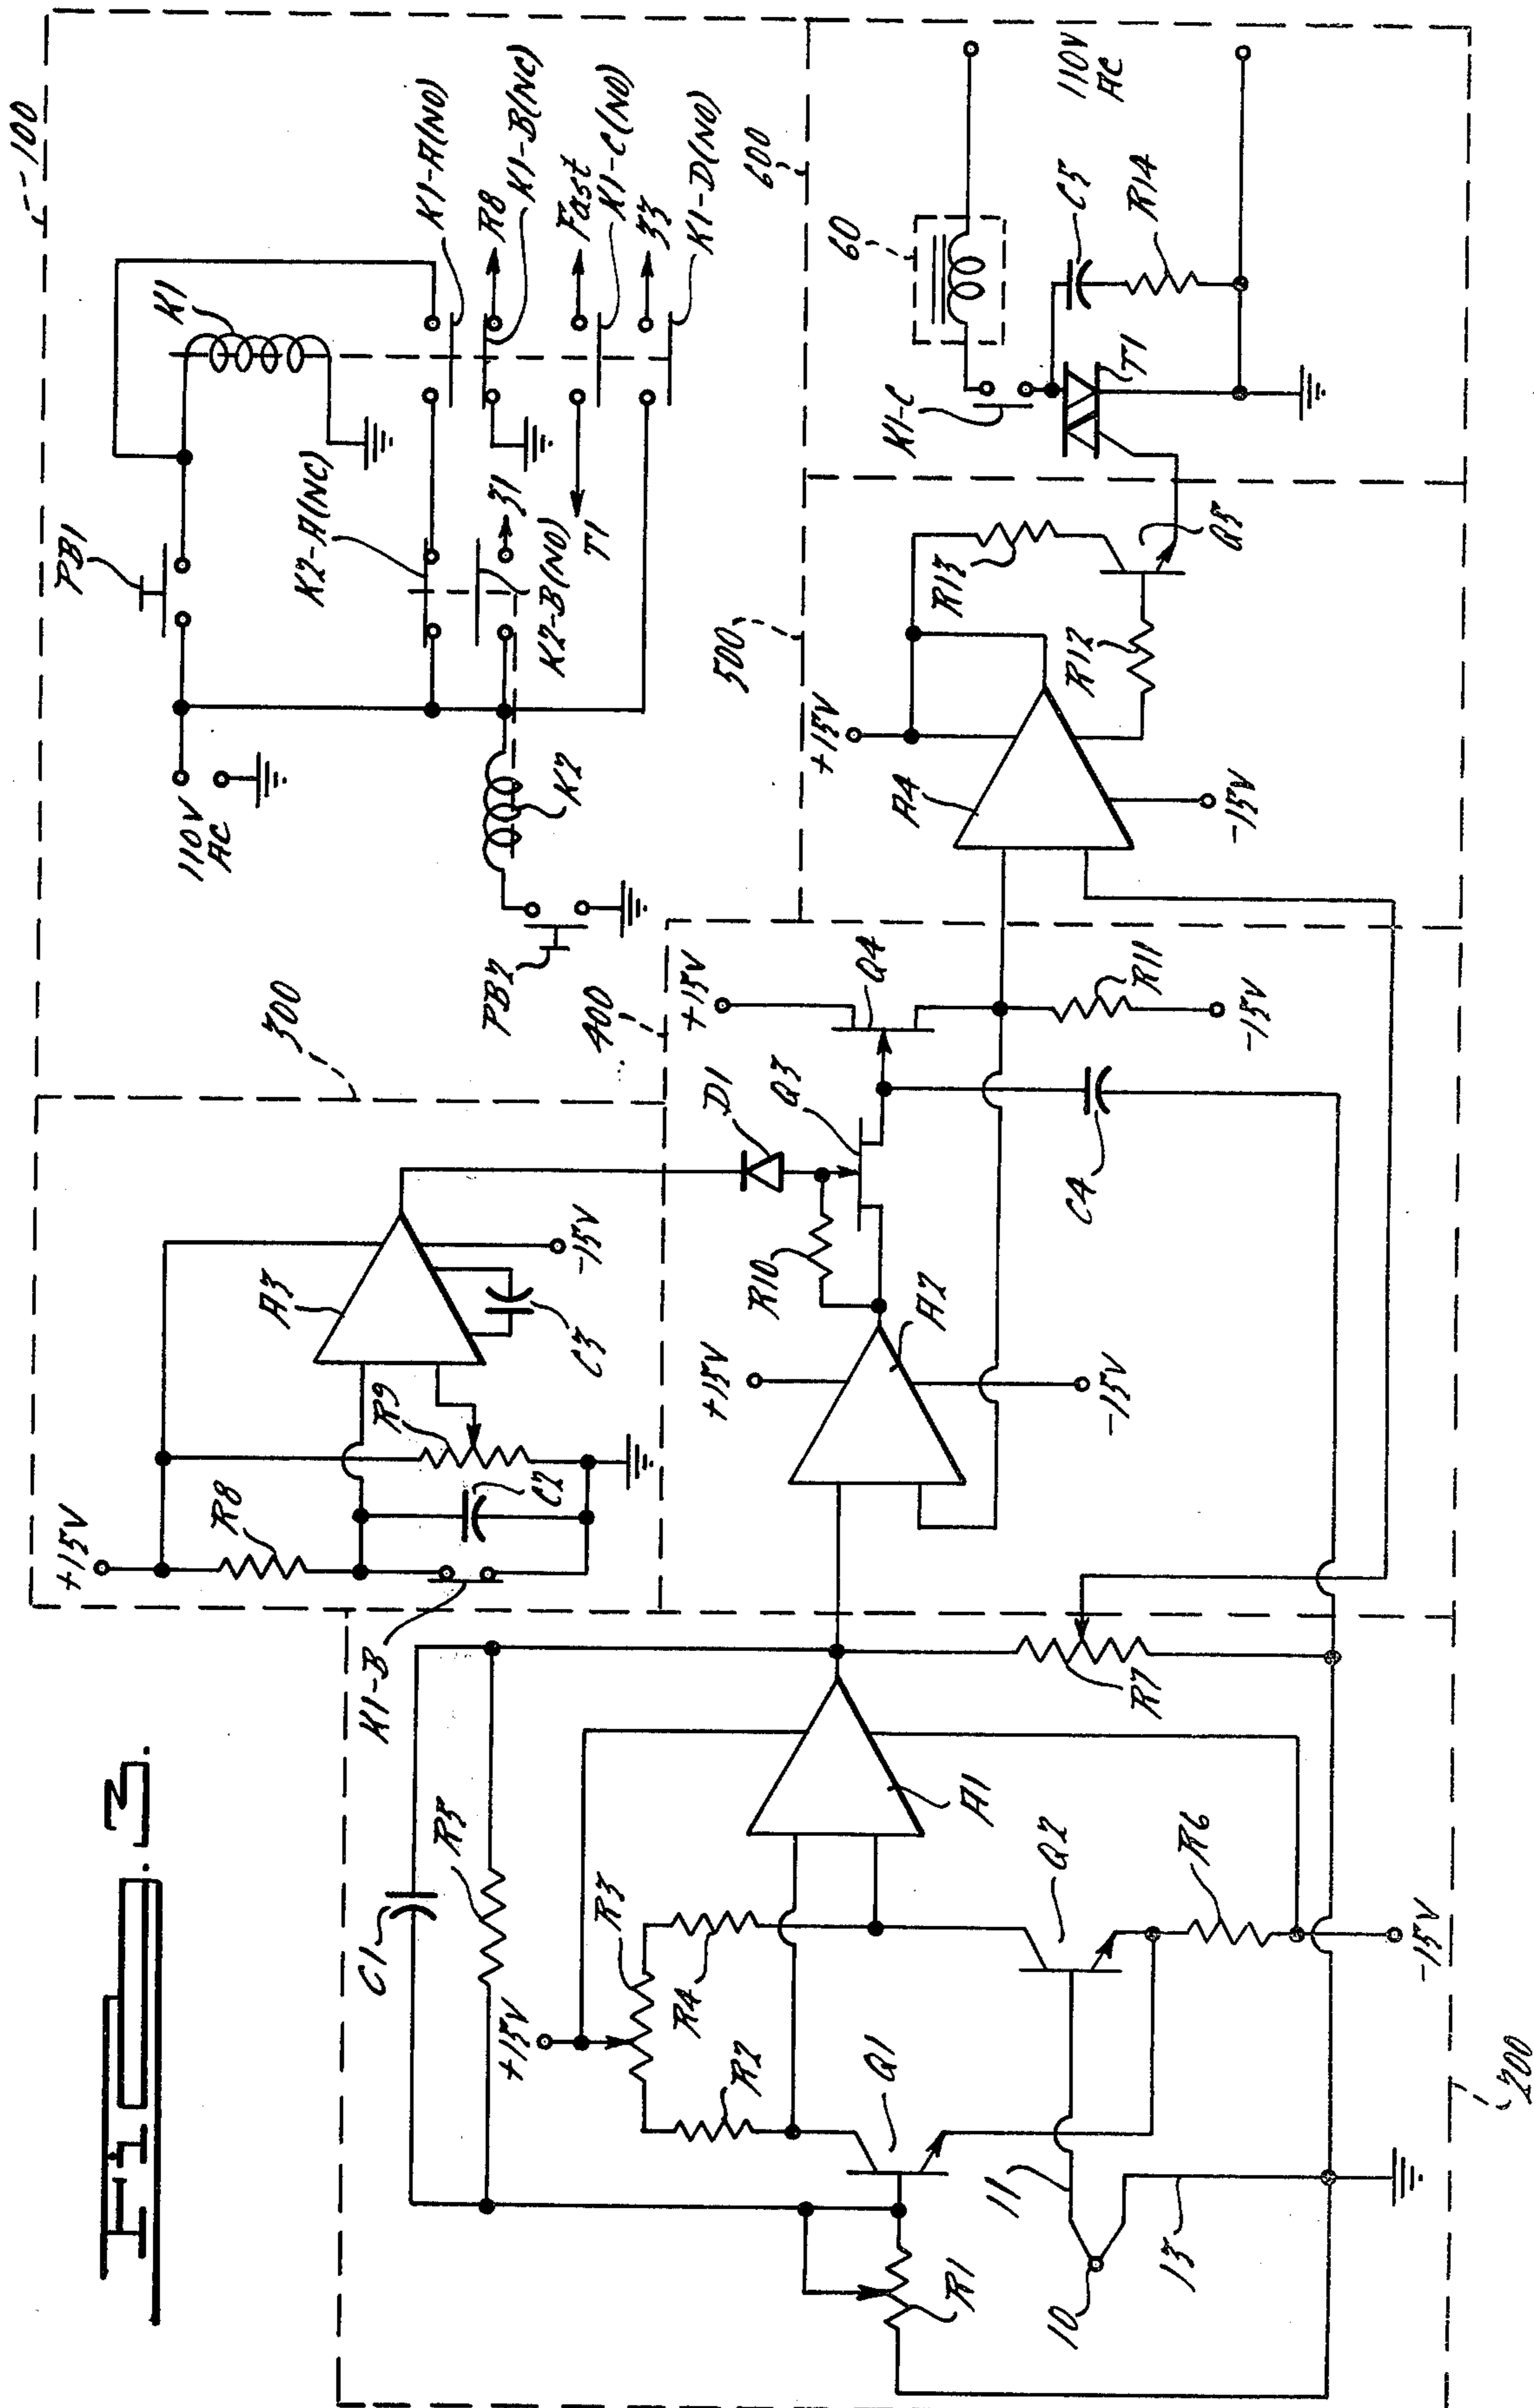 Fig. 3.
100
PB1
K1
110V
AC
K2-A(NC)
K1-A(NO)
R8
K1-B(NC)
31
K2-B(NO)
Fast
K1-C(NO)
T1
33
K1-D(NO)
K2
PB2
300
+15V
R8
R9
A3
C2
C3
-15V
K1-B
400
D1
+15V
Q3
Q4
R10
+15V
A2
-15V
C4
R11
-15V
500
+15V
A4
-15V
R13
R12
Q5
600
60
110V
AC
K1-C
C5
R14
T1
C1
R5
+15V
R3
R4
R2
A1
Q1
Q2
R6
-15V
R7
11
10
13
R1
200